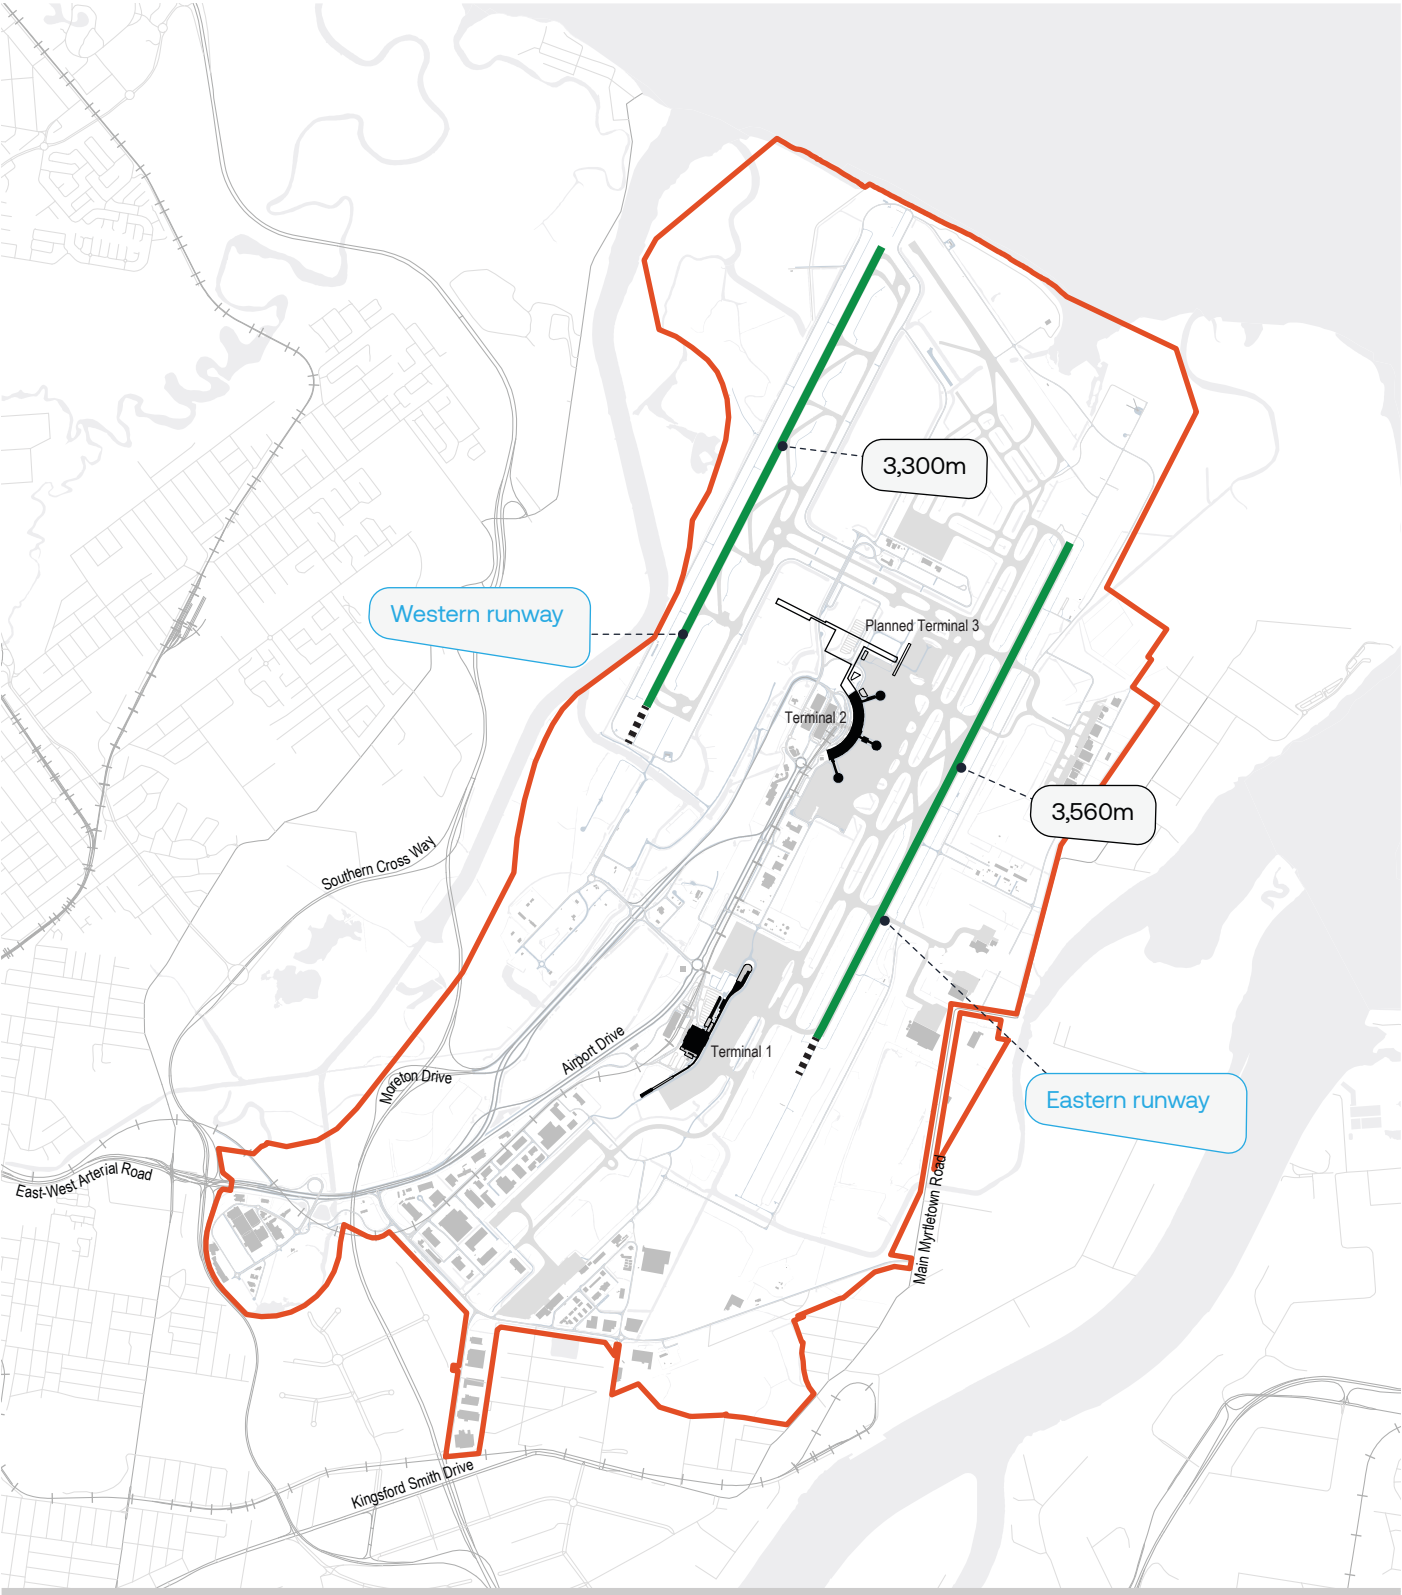 3,300m
Western runway
Planned Terminal 3
Terminal 2
3,560m
Southern Cross Way
Airport Drive
Terminal 1
Moreton Drive
Eastern runway
East-West Arterial Road
Main Myrtletown Road
Kingsford Smith Drive